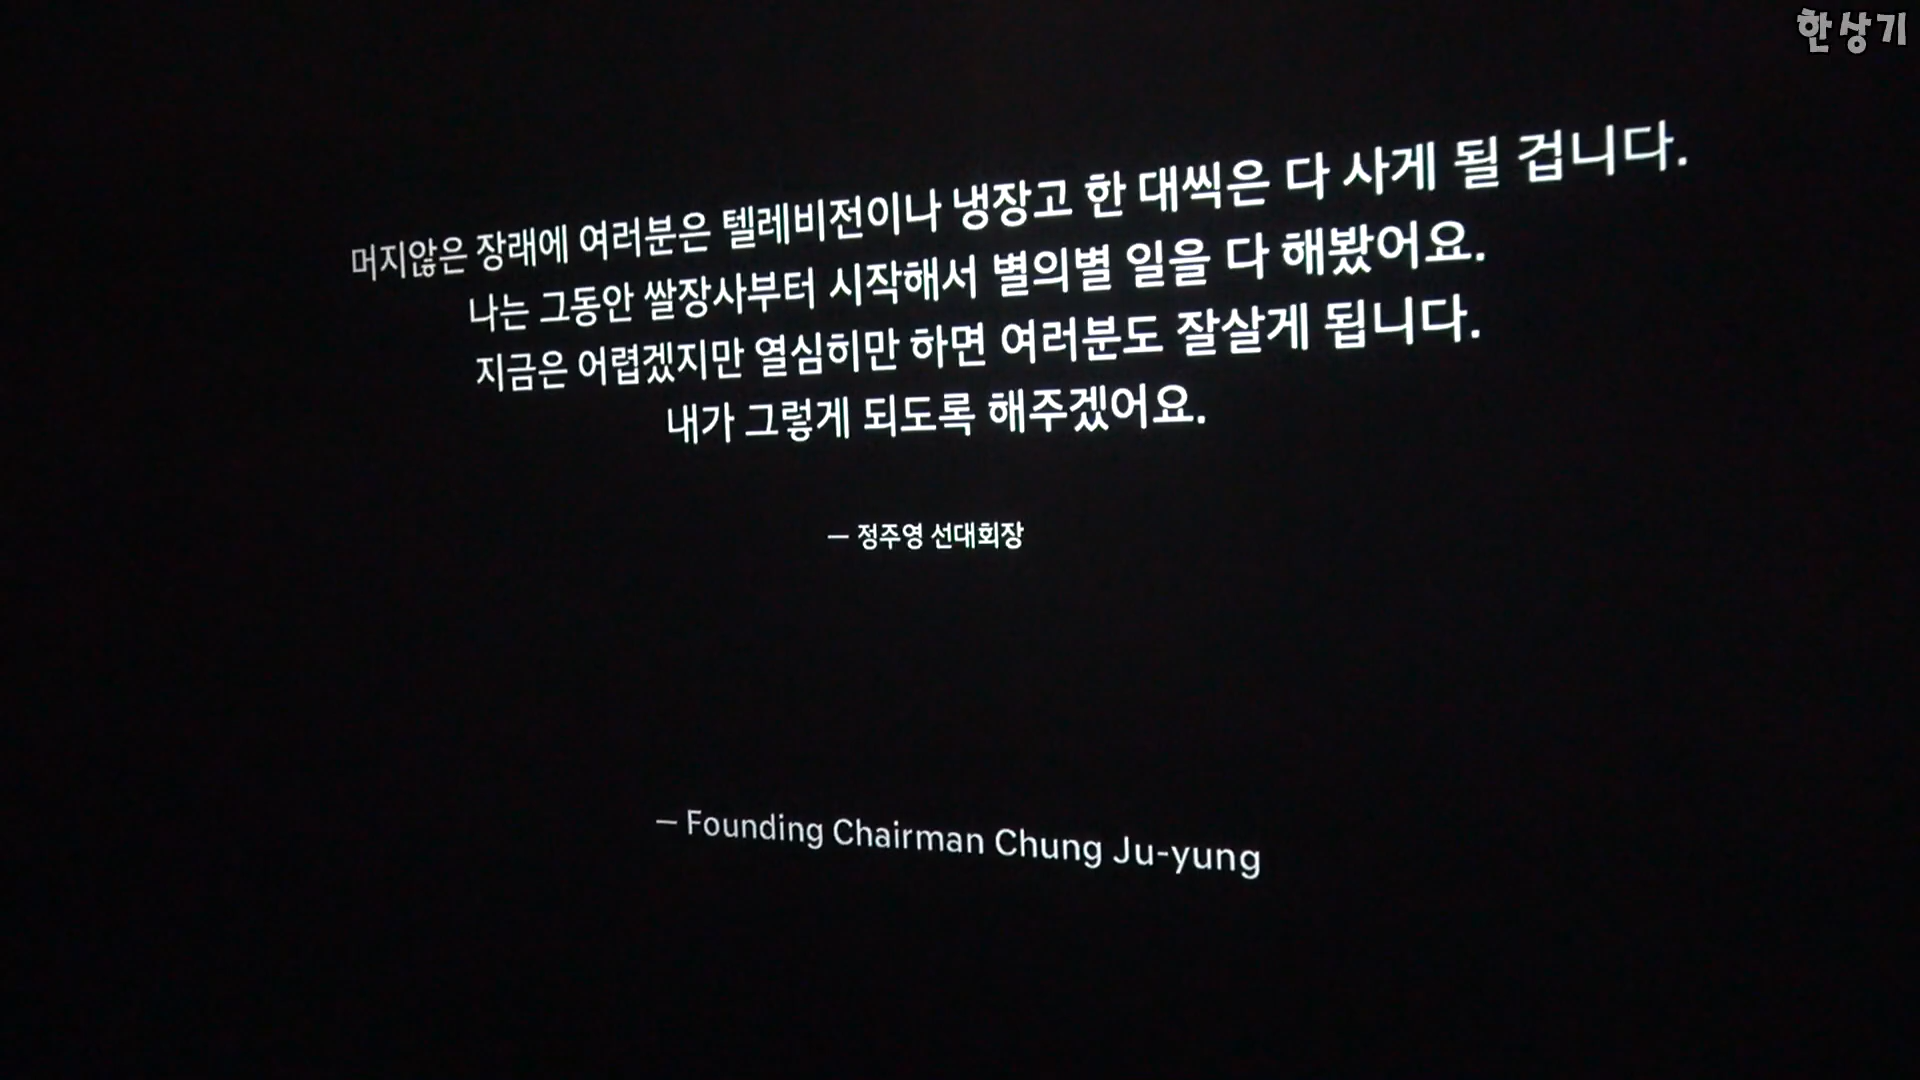 한상기
머지않은 장래에 여러분은 텔레비전이나 냉장고 한 대씩은 다 사게 될 겁니다.
나는 그동안 쌀장사부터 시작해서 별의별 일을 다 해봤어요.
지금은 어렵겠지만 열심히만 하면 여러분도 잘살게 됩니다.
내가 그렇게 되도록 해주겠어요.
– 정주영 선대회장
– Founding Chairman Chung Ju-yung